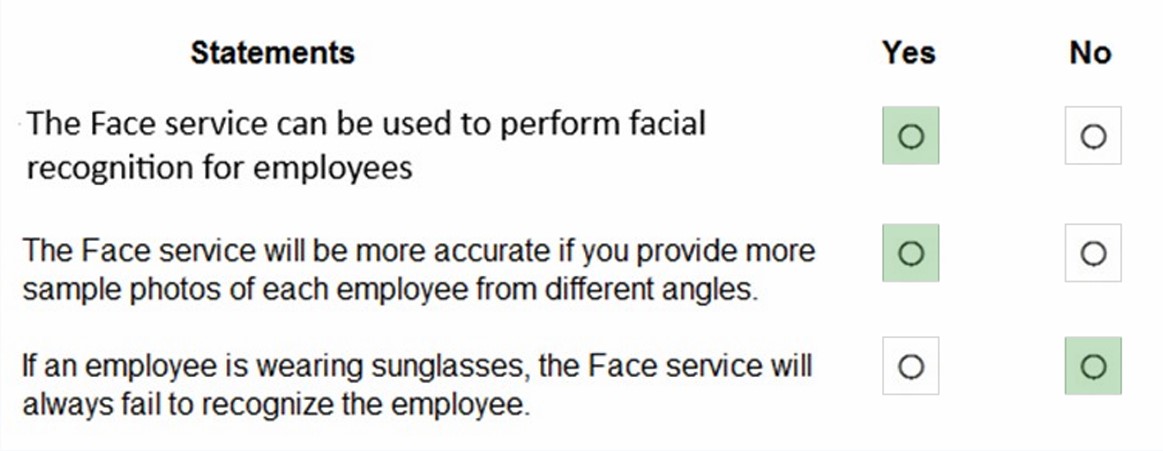 Statements Yes No
The Face service can be used to perform facial
recognition for employees
The Face service will be more accurate if you provide more
sample photos of each employee from different angles.
If an employee is wearing sunglasses, the Face service will
always fail to recognize the employee.